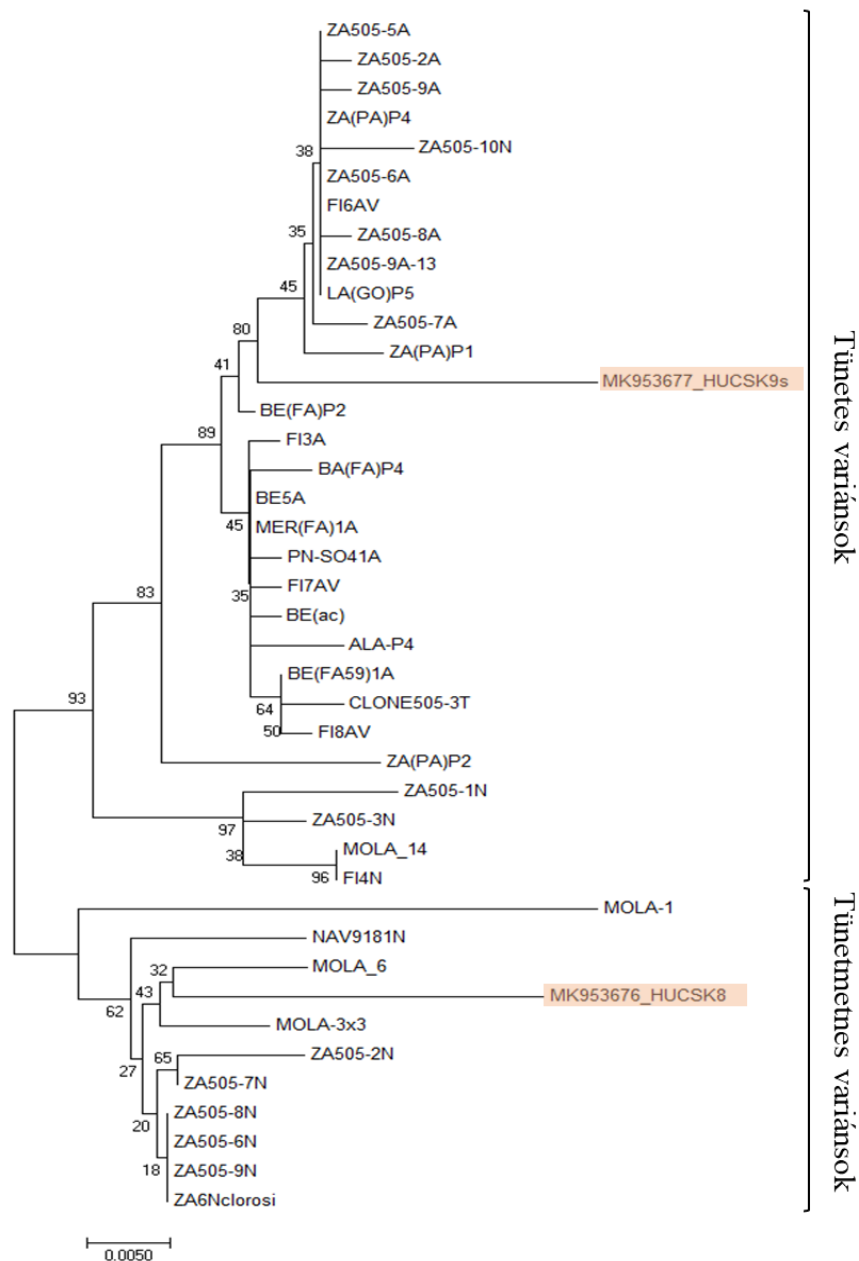 ZA505-5A
ZA505-2A
ZA505-9A
ZA(PA)P4
38
ZA505-10N
ZA505-6A
FI6AV
35
ZA505-8A
ZA505-9A-13
45
LA(GO)P5
80
ZA505-7A
ZA(PA)P1
41
MK953677_HUCSK9s
BE(FA)P2
89
FI3A
BA(FA)P4
BE5A
45
MER(FA)1A
PN-SO41A
83
FI7AV
35
BE(ac)
ALA-P4
BE(FA59)1A
93
64
CLONE505-3T
50
FI8AV
ZA(PA)P2
ZA505-1N
97
ZA505-3N
38
MOLA_14
96
FI4N
Tünetes variánsok
MOLA-1
NAV9181N
32
MOLA_6
43
MK953676_HUCSK8
62
MOLA-3x3
65
ZA505-2N
27
ZA505-7N
20
ZA505-8N
ZA505-6N
18
ZA505-9N
ZA6Nclorosi
Tünetmetnes variánsok
0.0050